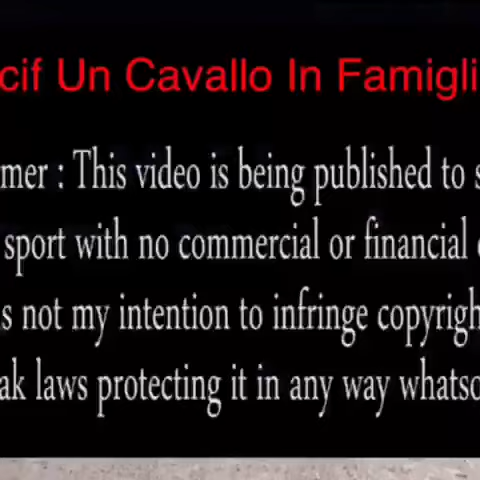 cif Un Cavallo In Famigli
mer : This video is being published to s
sport with no commercial or financial
s not my intention to infringe copyrigh
ak laws protecting it in any way whatso